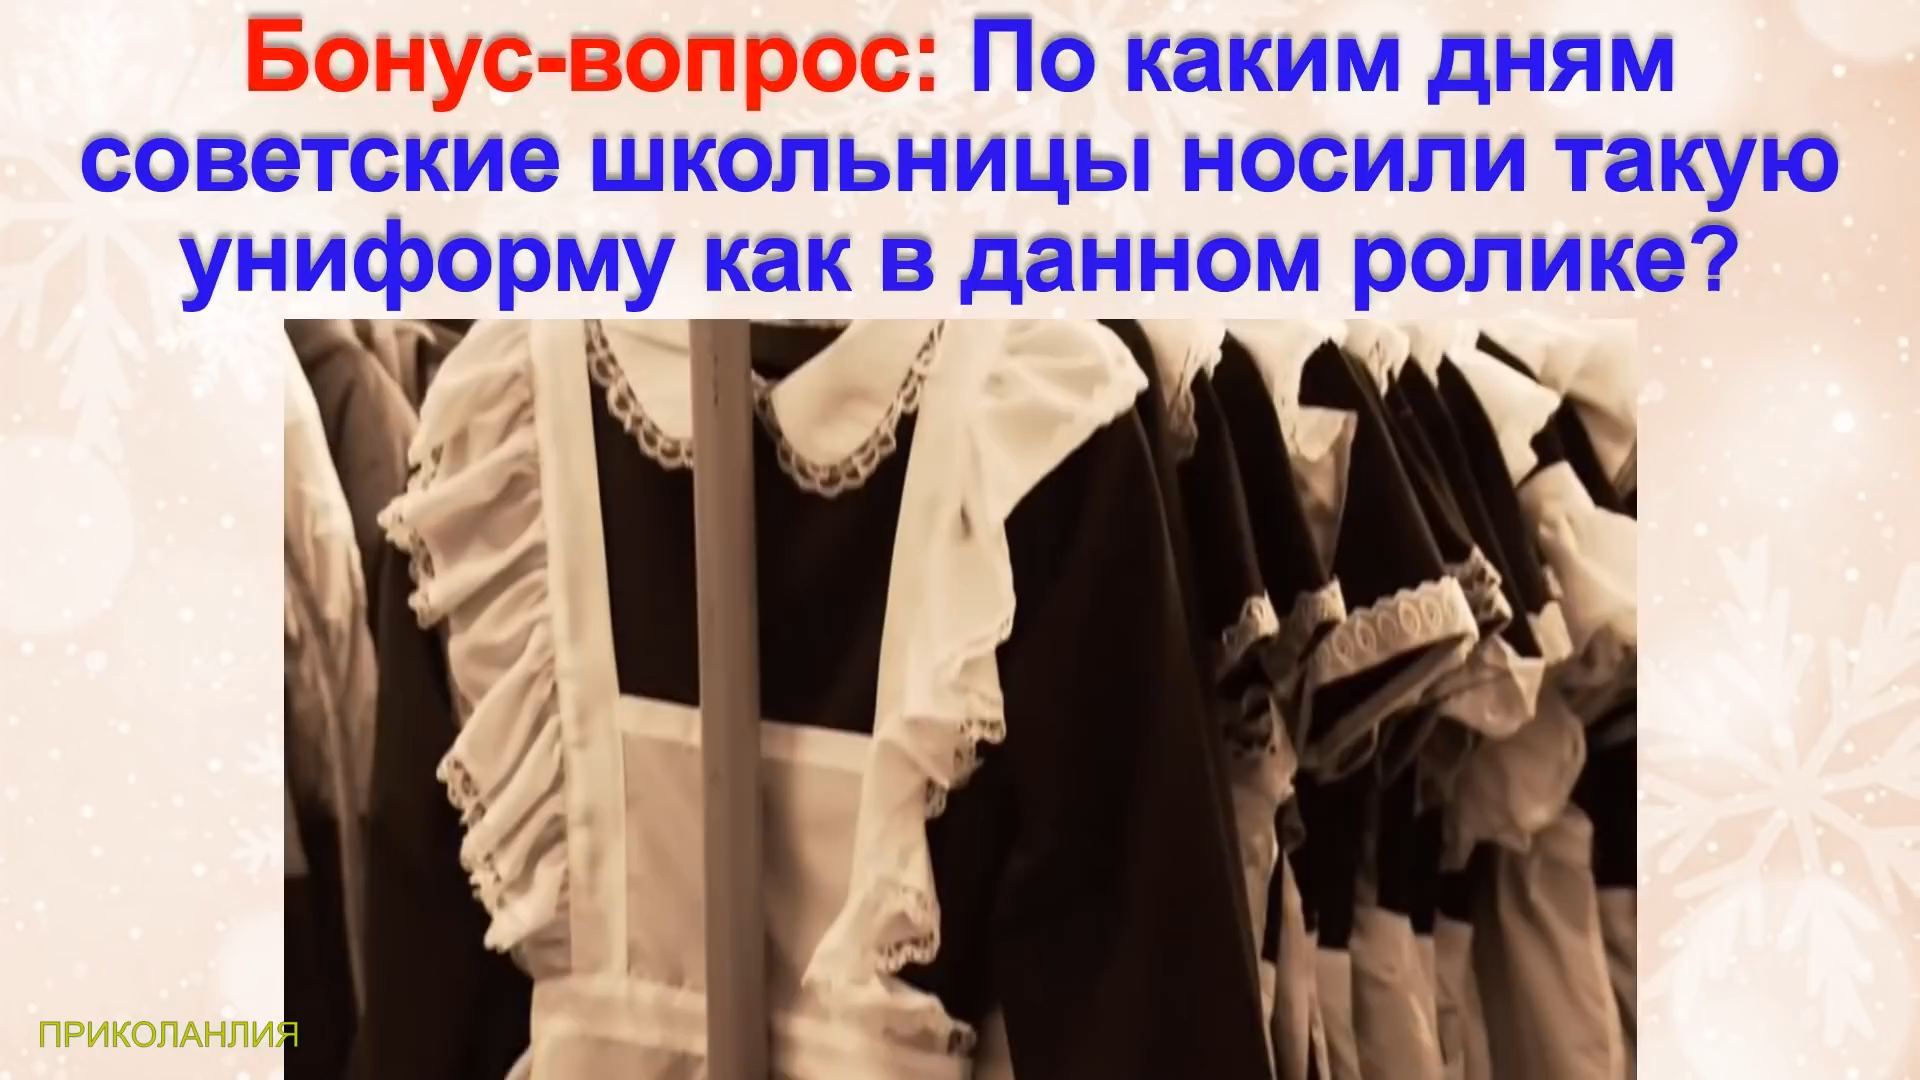 Бонус-вопрос: По каким дням
советские школьницы носили такую
униформу как в данном ролике?
ПРИКОЛАНЛИЯ